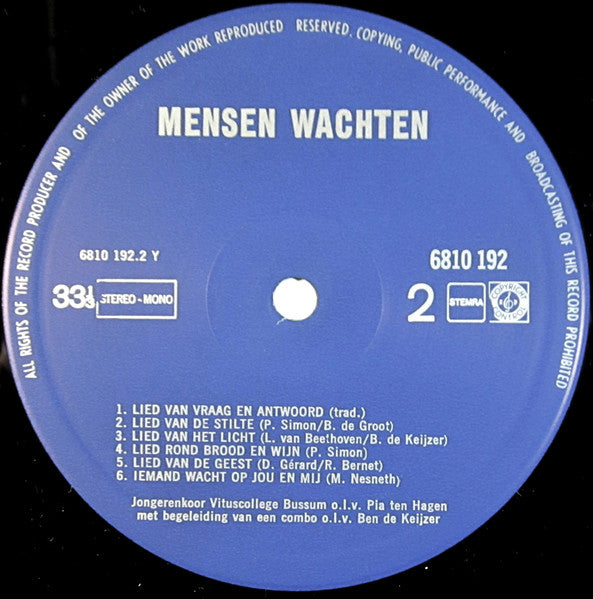 ALL RIGHTS OF THE RECORD PRODUCER AND OF THE OWNER OF THE WORK REPRODUCED RESERVED. COPYING, PUBLIC PERFORMANCE AND BROADCASTING OF THIS RECORD PROHIBITED
MENSEN WACHTEN
6810 192.2 Y
6810 192
33⅓ STEREO-MONO
2 STEMRA COPYRIGHT CONTROL
1. LIED VAN VRAAG EN ANTWOORD (trad.)
2. LIED VAN DE STILTE (P. Simon/B. de Groot)
3. LIED VAN HET LICHT (L. van Beethoven/B. de Keijzer)
4. LIED ROND BROOD EN WIJN (P. Simon)
5. LIED VAN DE GEEST (D. Gérard/R. Bernet)
6. IEMAND WACHT OP JOU EN MIJ (M. Nesneth)
Jongerenkoor Vituscollege Bussum o.l.v. Pia ten Hagen
met begeleiding van een combo o.l.v. Ben de Keijzer